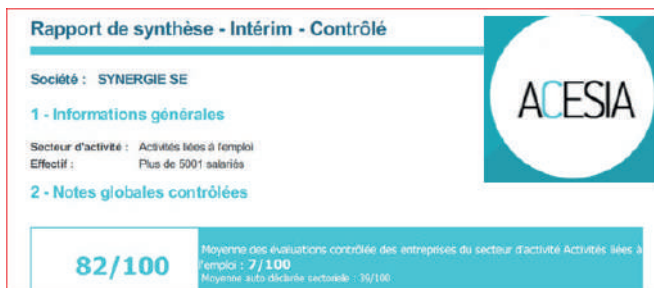 Rapport de synthèse - Intérim - Contrôlé
Société : SYNERGIE SE
ACESIA
1 - Informations générales
Secteur d'activité : Activités liées à l'emploi
Effectif : Plus de 5001 salariés
2 - Notes globales contrôlées
82/100
Moyenne des évaluations contrôlée des entreprises du secteur d'activité Activités liées à
l'emploi : 7/100
Moyenne auto déclarée sectorielle : 39/100